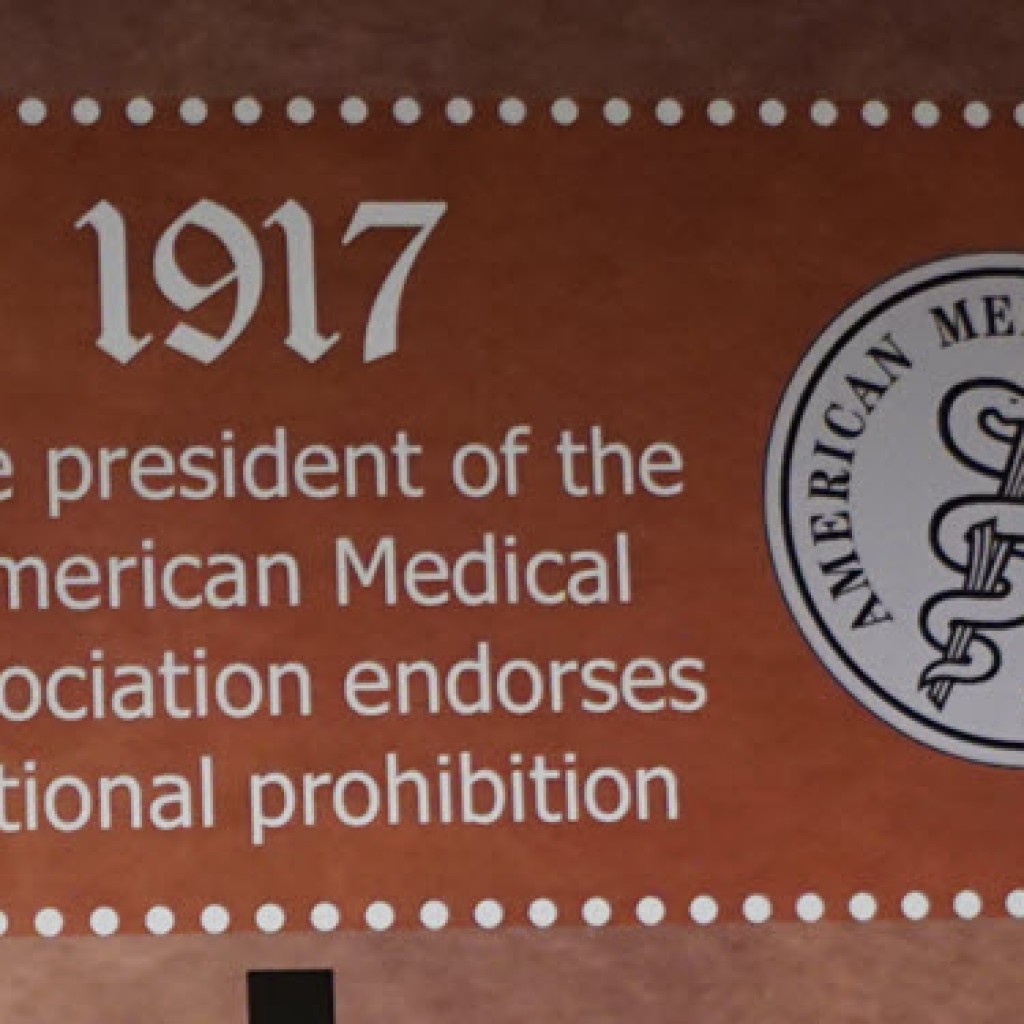 1917
e president of the
merican Medical
ociation endorses
tional prohibition
AMERICAN ME